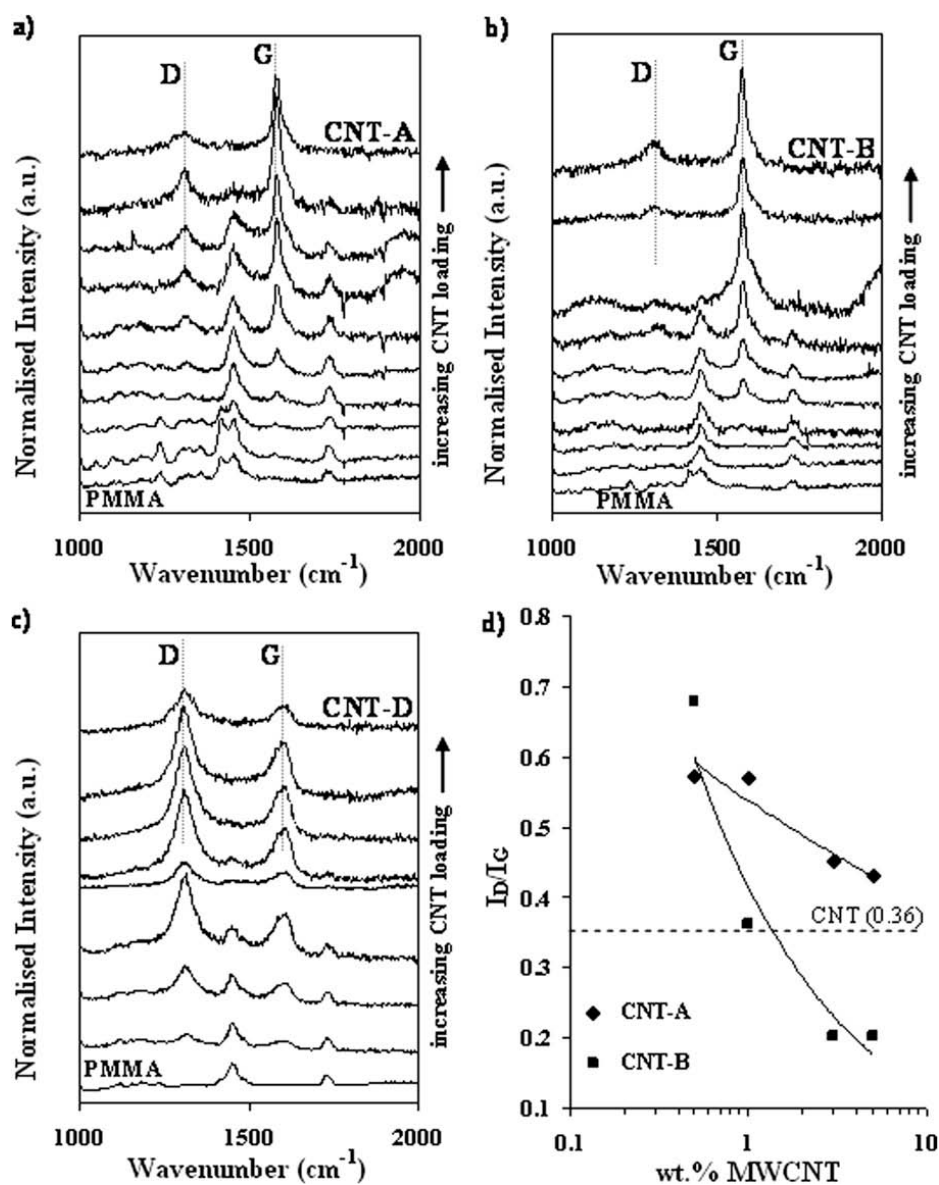 a)
D
G
CNT-A
Normalised Intensity (a.u.)
increasing CNT loading
PMMA
1000 1500 2000
Wavenumber (cm⁻¹)
b)
D
G
CNT-B
Normalised Intensity (a.u.)
increasing CNT loading
PMMA
1000 1500 2000
Wavenumber (cm⁻¹)
c)
D
G
CNT-D
Normalised Intensity (a.u.)
increasing CNT loading
PMMA
1000 1500 2000
Wavenumber (cm⁻¹)
d)
I_D/I_G
0.8
0.7
0.6
0.5
0.4
0.3
0.2
0.1
CNT (0.36)
CNT-A
CNT-B
0.1 1 10
wt.% MWCNT